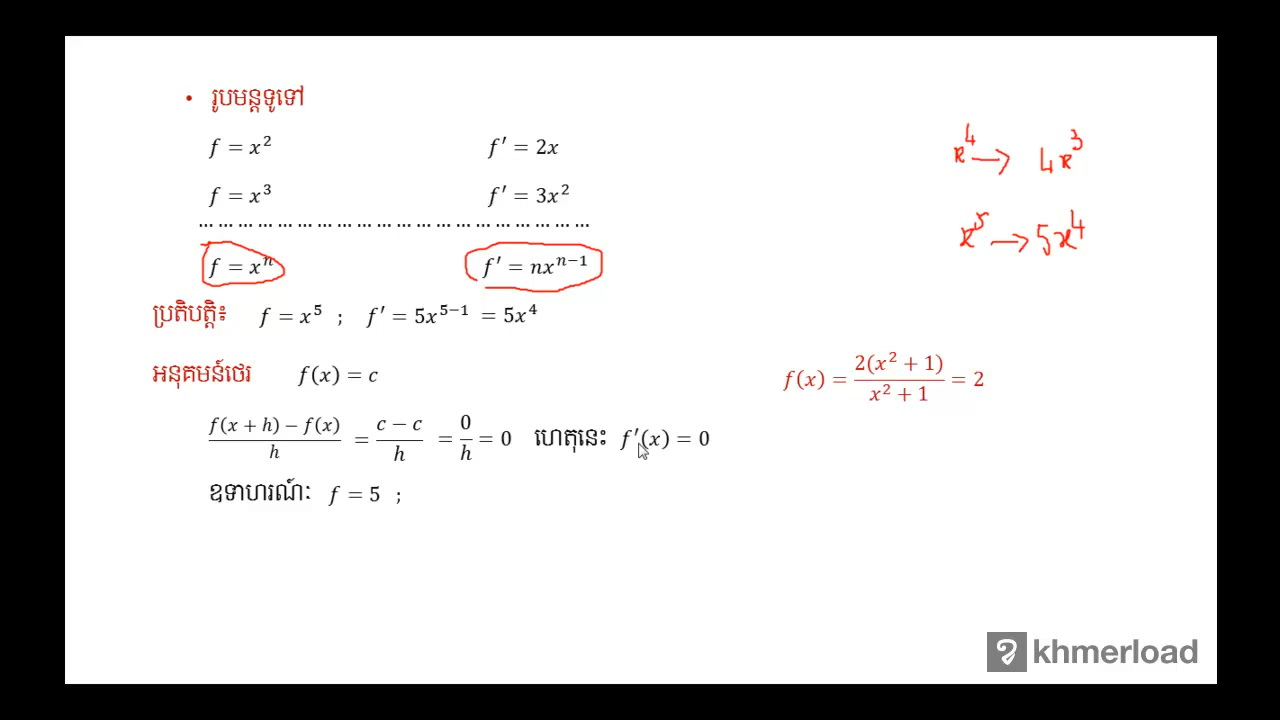 • រូបមន្តទូទៅ
f = x² f′ = 2x
f = x³ f′ = 3x²
… … … … … … … … … … … … … … … … … … … …
f = xⁿ f′ = nxⁿ⁻¹
x⁴ → 4x³
x⁵ → 5x⁴
ប្រតិបត្តិ៖ f = x⁵ ; f′ = 5x⁵⁻¹ = 5x⁴
អនុគមន៍ថេរ f(x) = c
f(x) = 2(x² + 1) / x² + 1 = 2
f(x + h) − f(x) / h = c − c / h = 0 / h = 0 ហេតុនេះ f′(x) = 0
ឧទាហរណ៍ៈ f = 5 ;
khmerload